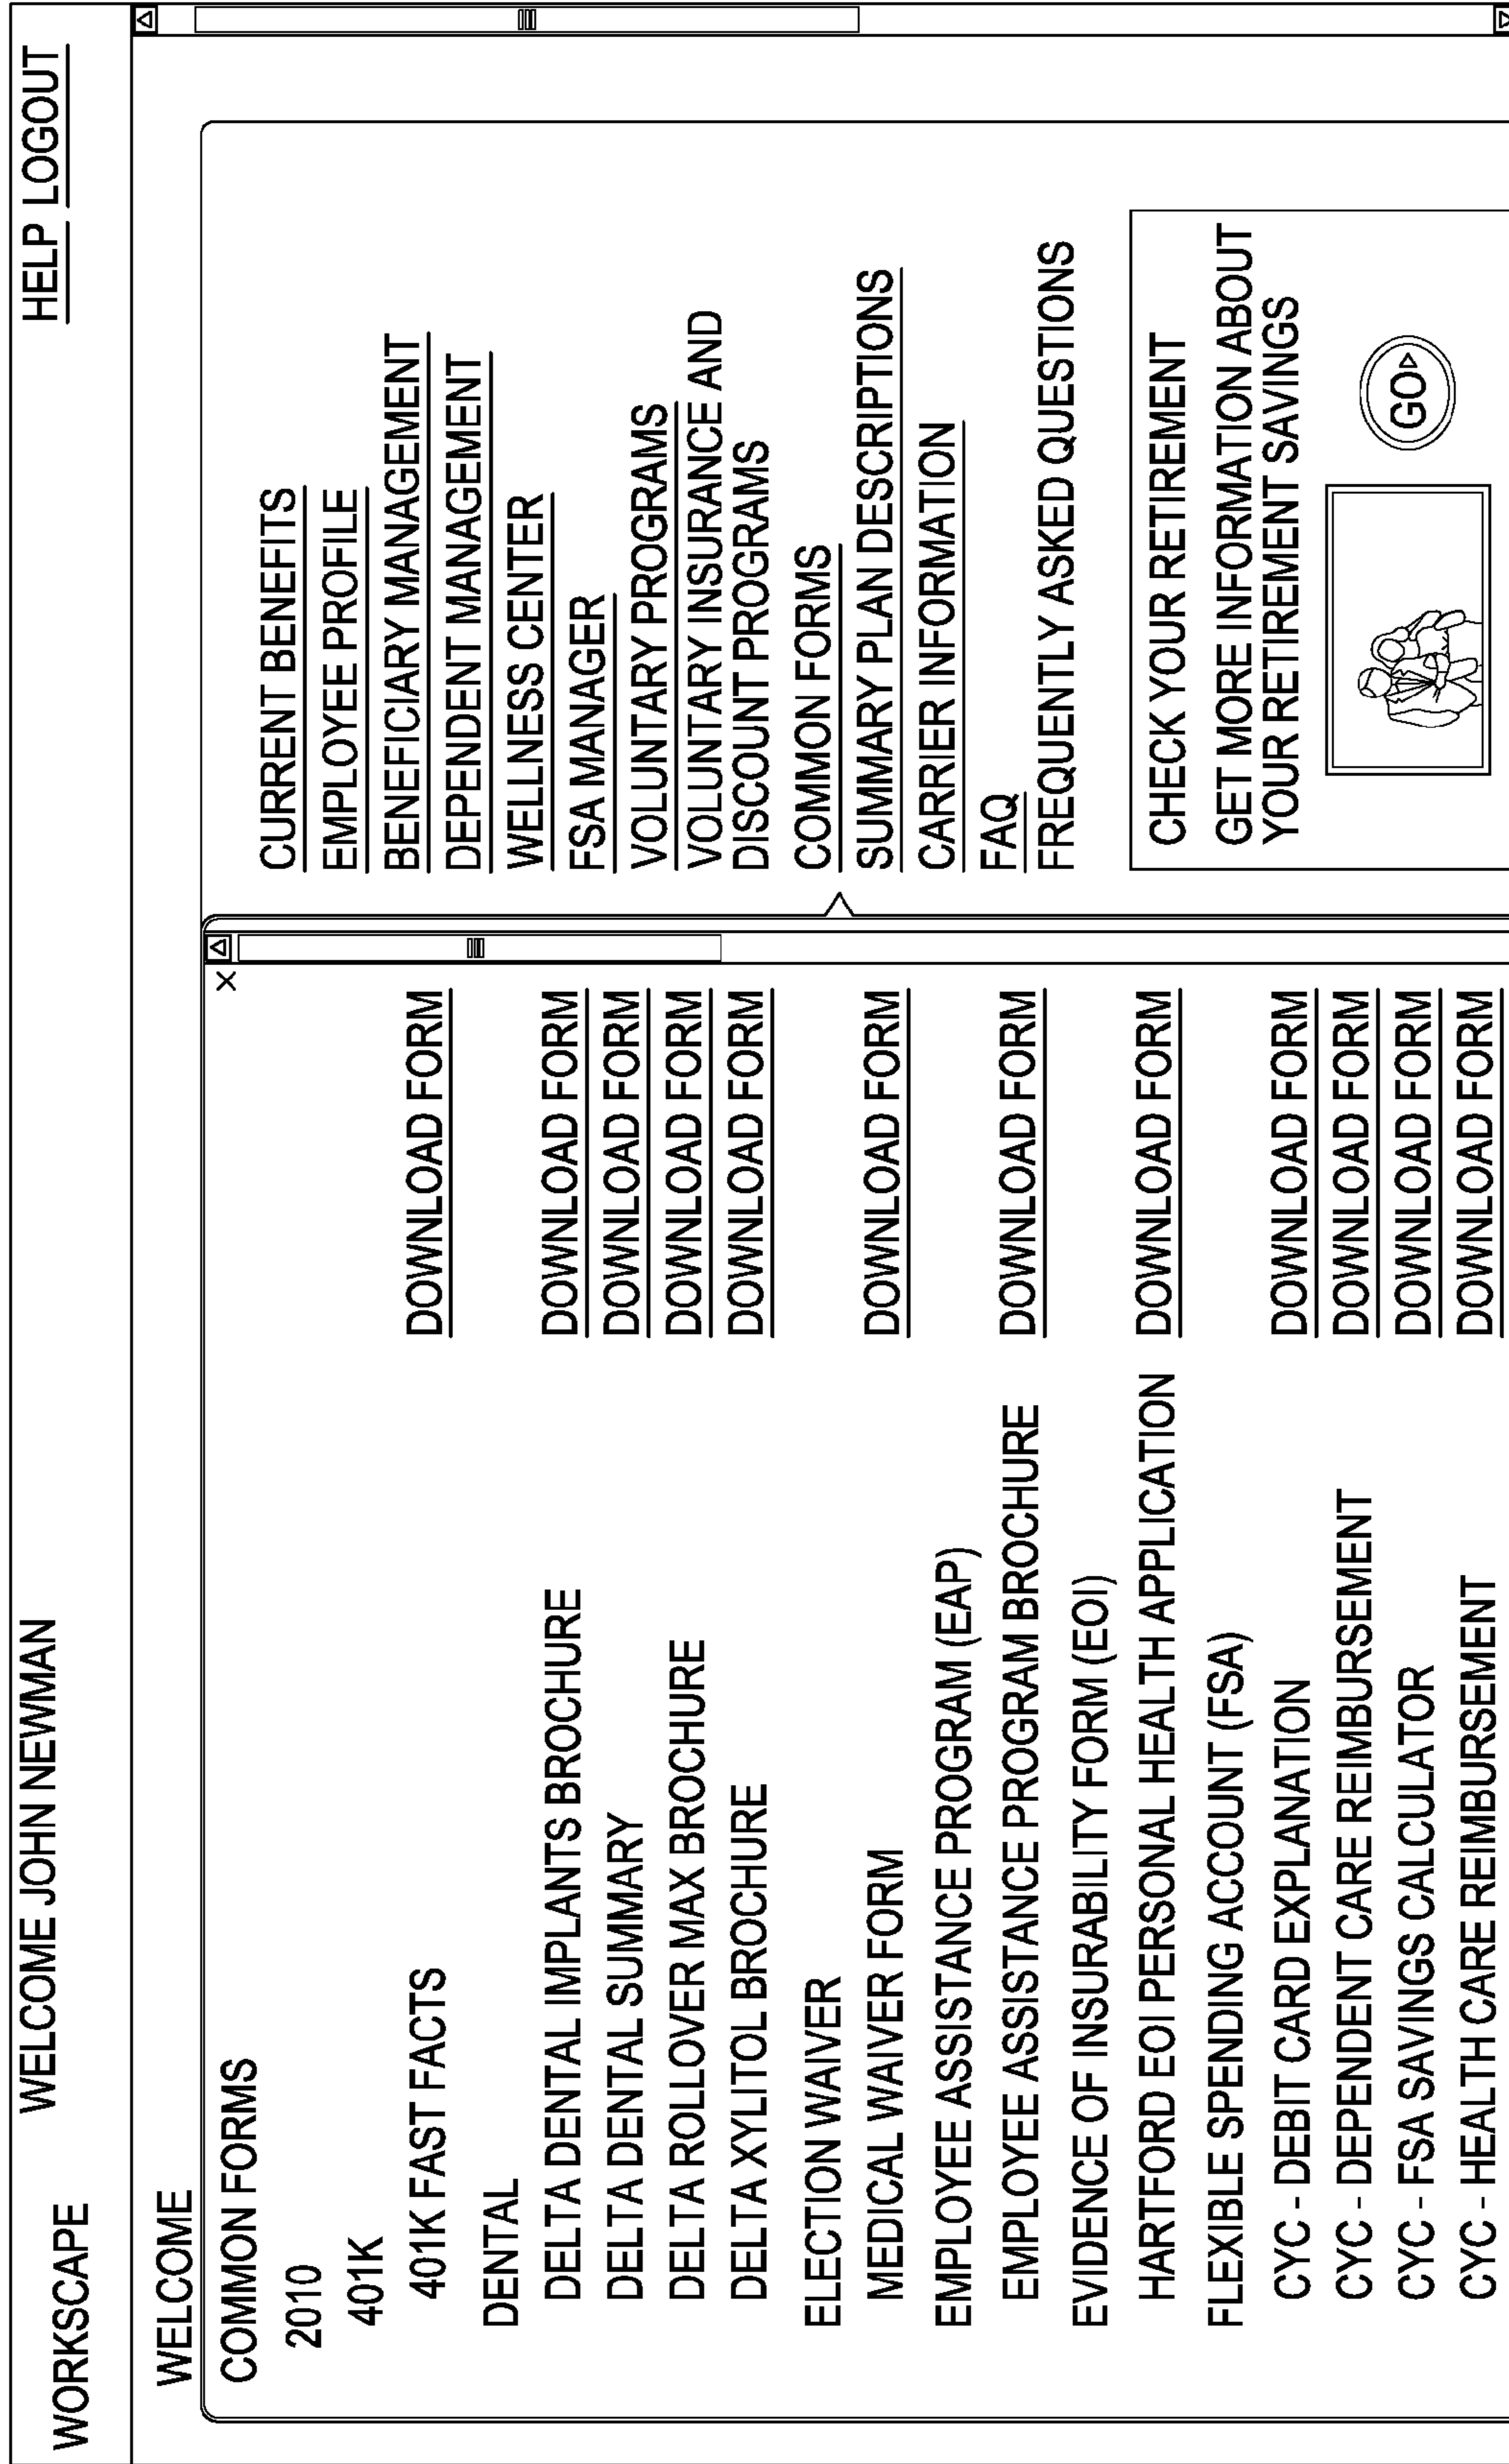 WORKSCAPE
WELCOME JOHN NEWMAN
HELP LOGOUT
WELCOME
COMMON FORMS
X
2010
401K
401K FAST FACTS DOWNLOAD FORM
DENTAL
DELTA DENTAL IMPLANTS BROCHURE DOWNLOAD FORM
DELTA DENTAL SUMMARY DOWNLOAD FORM
DELTA ROLLOVER MAX BROCHURE DOWNLOAD FORM
DELTA XYLITOL BROCHURE DOWNLOAD FORM
ELECTION WAIVER
MEDICAL WAIVER FORM DOWNLOAD FORM
EMPLOYEE ASSISTANCE PROGRAM (EAP)
EMPLOYEE ASSISTANCE PROGRAM BROCHURE DOWNLOAD FORM
EVIDENCE OF INSURABILITY FORM (EOI)
HARTFORD EOI PERSONAL HEALTH APPLICATION DOWNLOAD FORM
FLEXIBLE SPENDING ACCOUNT (FSA)
CYC - DEBIT CARD EXPLANATION DOWNLOAD FORM
CYC - DEPENDENT CARE REIMBURSEMENT DOWNLOAD FORM
CYC - FSA SAVINGS CALCULATOR DOWNLOAD FORM
CYC - HEALTH CARE REIMBURSEMENT DOWNLOAD FORM
CURRENT BENEFITS
EMPLOYEE PROFILE
BENEFICIARY MANAGEMENT
DEPENDENT MANAGEMENT
WELLNESS CENTER
FSA MANAGER
VOLUNTARY PROGRAMS
VOLUNTARY INSURANCE AND
DISCOUNT PROGRAMS
COMMON FORMS
SUMMARY PLAN DESCRIPTIONS
CARRIER INFORMATION
FAQ
FREQUENTLY ASKED QUESTIONS
CHECK YOUR RETIREMENT
GET MORE INFORMATION ABOUT
YOUR RETIREMENT SAVINGS
GO